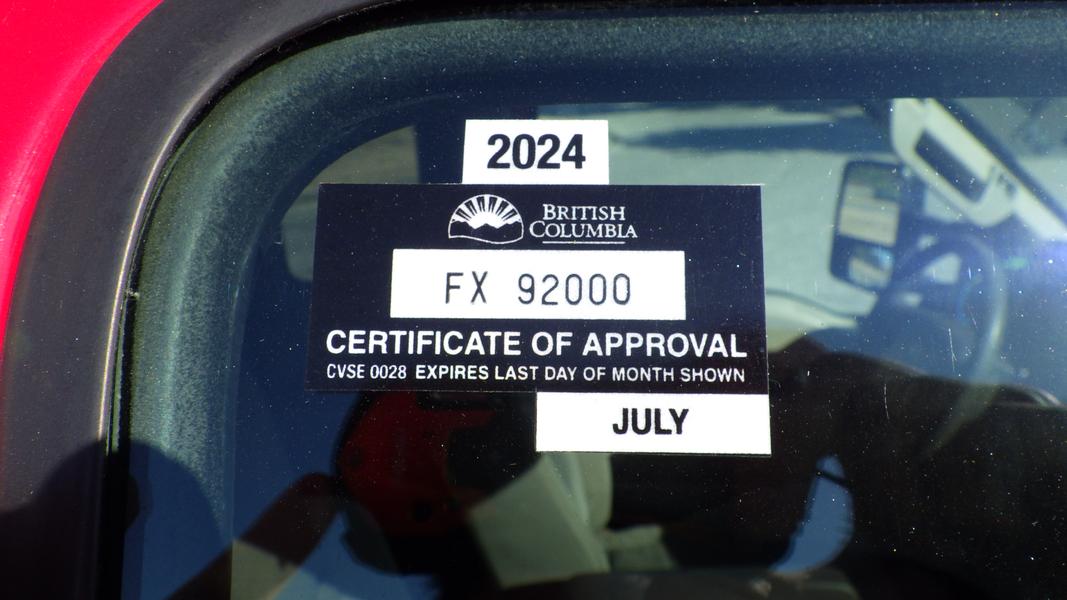 2024
BRITISH
COLUMBIA
FX 92000
CERTIFICATE OF APPROVAL
CVSE 0028 EXPIRES LAST DAY OF MONTH SHOWN
JULY